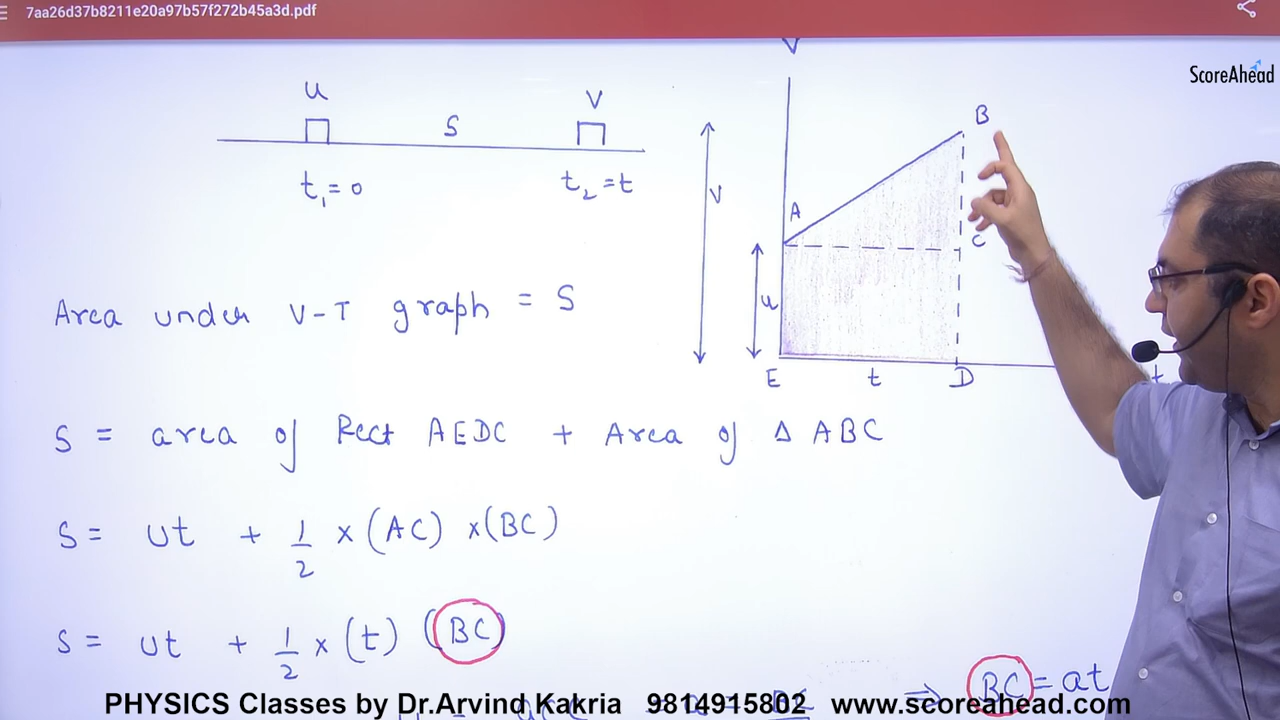 7aa26d37b8211e20a97b57f272b45a3d.pdf
ScoreAhead
u S V
t₁ = 0 t₂ = t
V
B
A
C
V
u
E t D t
Area under V-T graph = S
S = area of Rect AEDC + Area of Δ ABC
S = ut + 1/2 × (AC) × (BC)
S = ut + 1/2 × (t) (BC)
⇒ BC = at
PHYSICS Classes by Dr.Arvind Kakria 9814915802 www.scoreahead.com